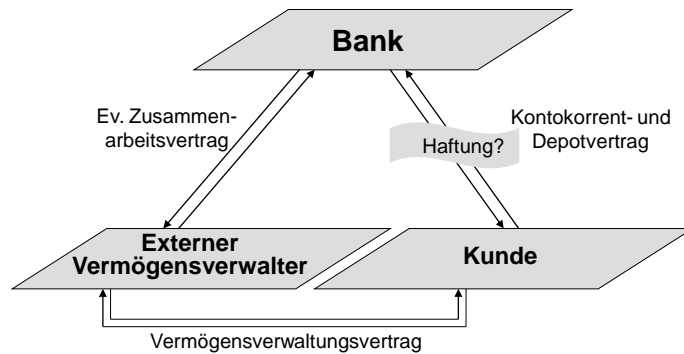 Bank
Ev. Zusammen-
arbeitsvertrag
Haftung?
Kontokorrent- und
Depotvertrag
Externer
Vermögensverwalter
Kunde
Vermögensverwaltungsvertrag